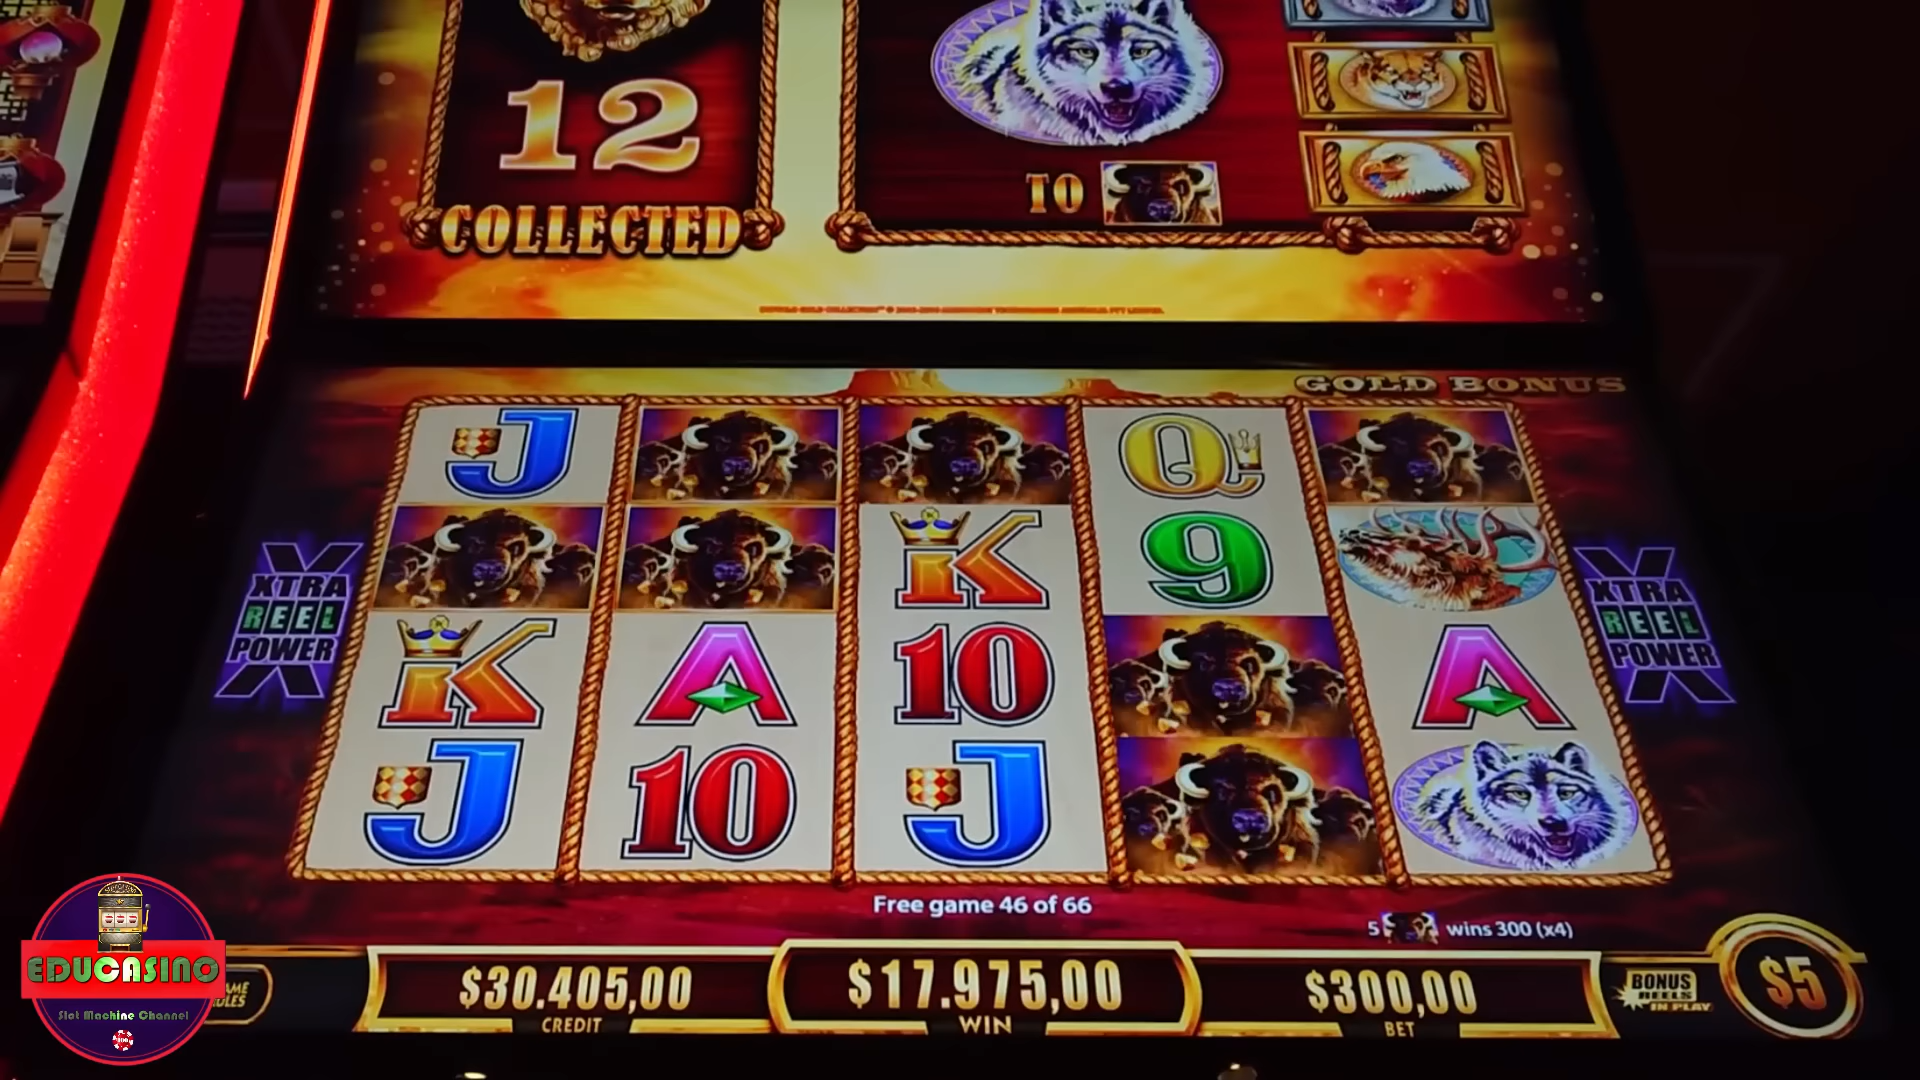 12
COLLECTED
TO
GOLD BONUS
J
Q
K
9
XTRA
REEL
POWER
K
A
10
A
XTRA
REEL
POWER
J
10
J
Free game 46 of 66
5 wins 300 (x4)
$30.405,00
CREDIT
$17.975,00
WIN
$300,00
BET
BONUS
REELS
IN PLAY
$5
EDUCASINO
Slot Machine Channel